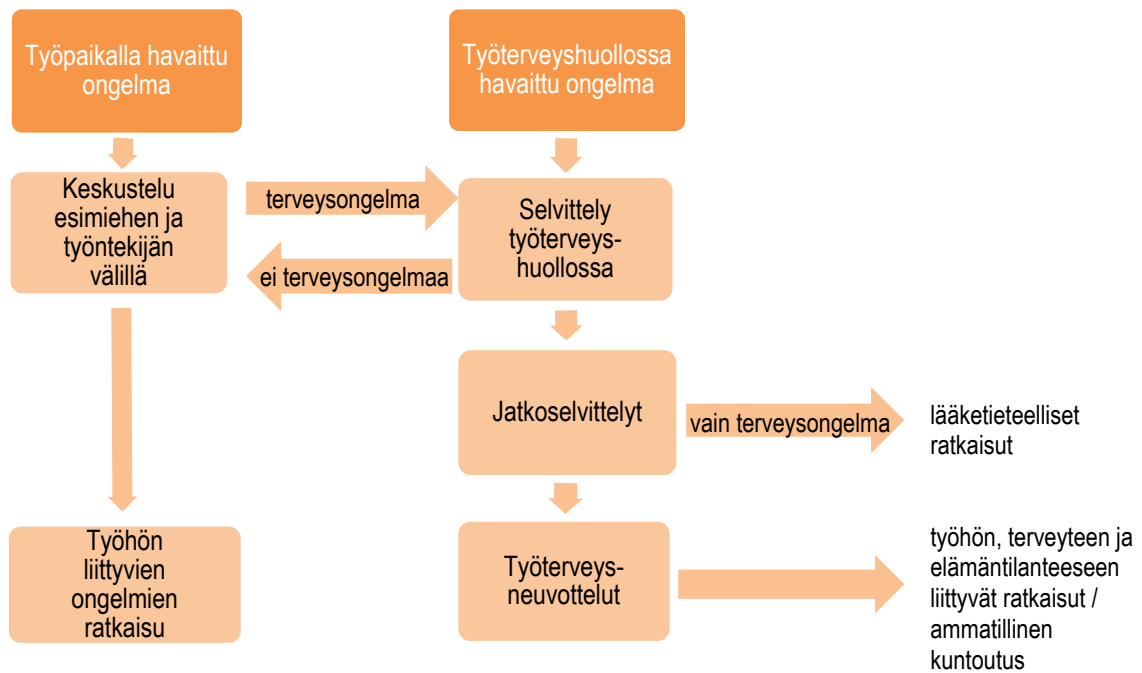 Työpaikalla havaittu
ongelma
Työterveyshuollossa
havaittu ongelma
Keskustelu
esimiehen ja
työntekijän
välillä
terveysongelma
ei terveysongelmaa
Selvittely
työterveys-
huollossa
Jatkoselvittelyt
vain terveysongelma
lääketieteelliset
ratkaisut
Työhön
liittyvien
ongelmien
ratkaisu
Työterveys-
neuvottelut
työhön, terveyteen ja
elämäntilanteeseen
liittyvät ratkaisut /
ammatillinen
kuntoutus